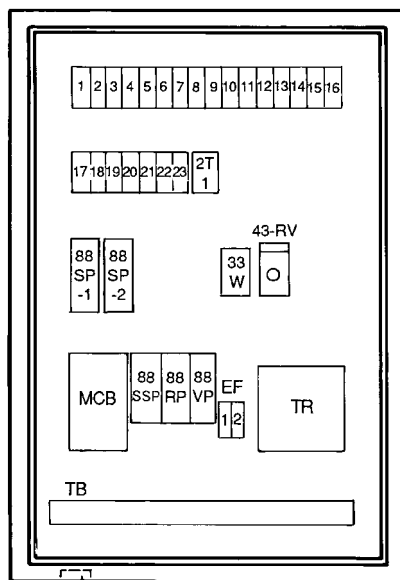 1 2 3 4 5 6 7 8 9 10 11 12 13 14 15 16
17 18 19 20 21 22 23
2T
1
43-RV
88
SP
-1
88
SP
-2
33
W
MCB
88
SSP
88
RP
88
VP
EF
1 2
TR
TB